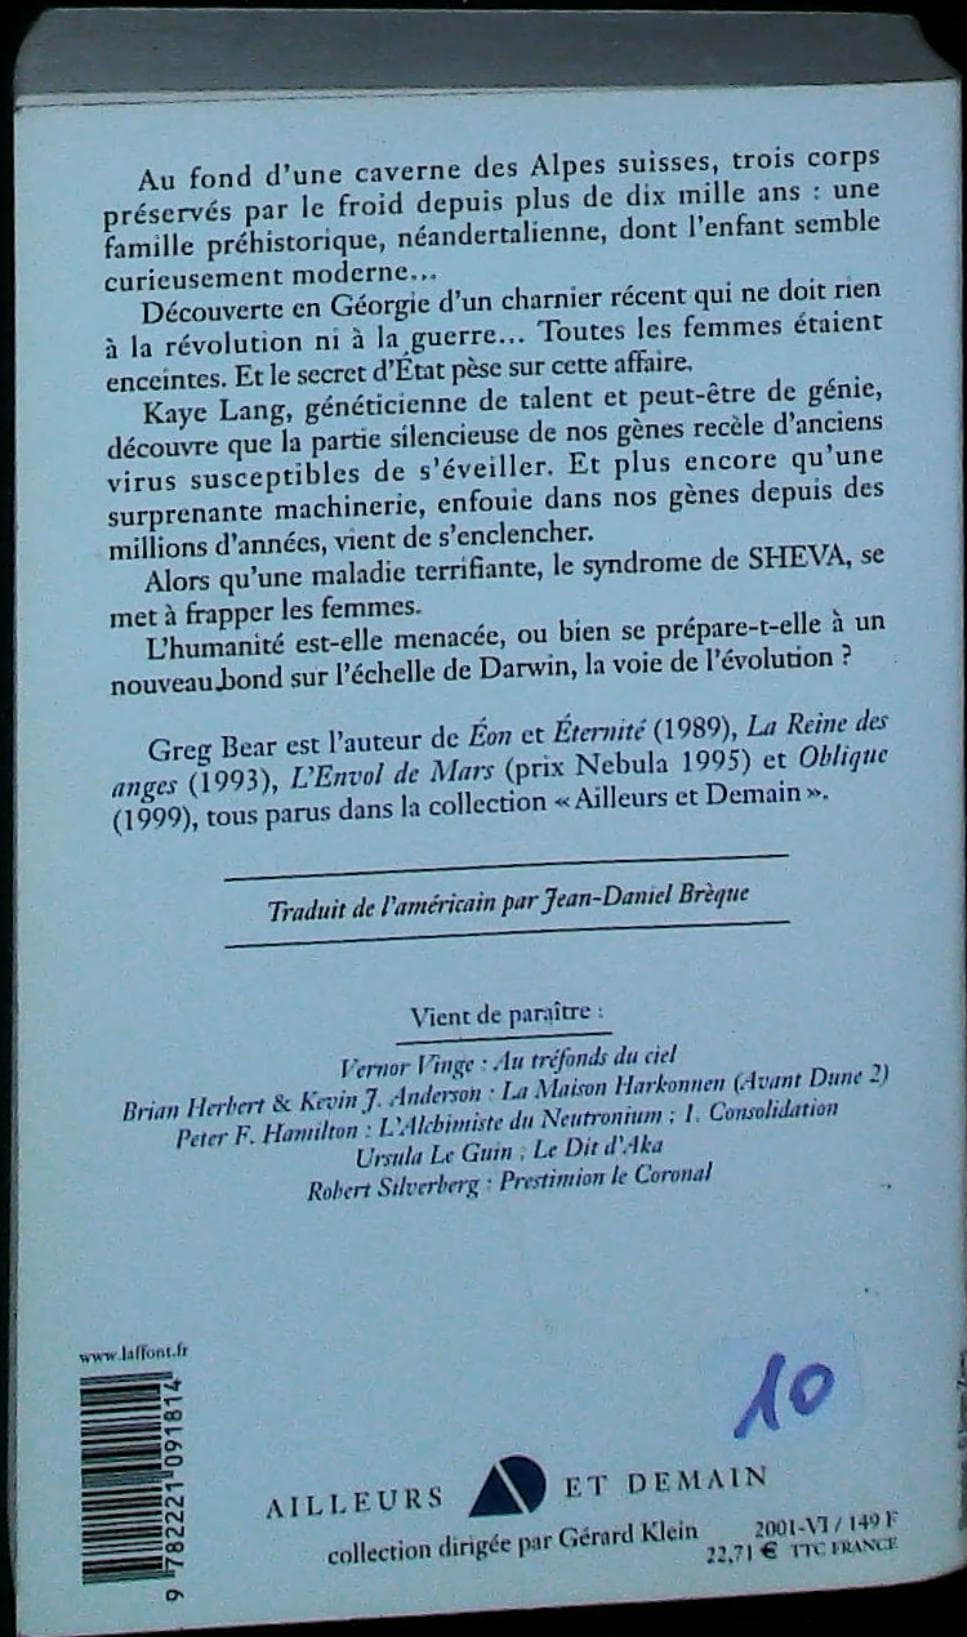 Au fond d'une caverne des Alpes suisses, trois corps
préservés par le froid depuis plus de dix mille ans : une
famille préhistorique, néandertalienne, dont l'enfant semble
curieusement moderne...
Découverte en Géorgie d'un charnier récent qui ne doit rien
à la révolution ni à la guerre... Toutes les femmes étaient
enceintes. Et le secret d'État pèse sur cette affaire.
Kaye Lang, généticienne de talent et peut-être de génie,
découvre que la partie silencieuse de nos gènes recèle d'anciens
virus susceptibles de s'éveiller. Et plus encore qu'une
surprenante machinerie, enfouie dans nos gènes depuis des
millions d'années, vient de s'enclencher.
Alors qu'une maladie terrifiante, le syndrome de SHEVA, se
met à frapper les femmes.
L'humanité est-elle menacée, ou bien se prépare-t-elle à un
nouveau bond sur l'échelle de Darwin, la voie de l'évolution ?
Greg Bear est l'auteur de Éon et Éternité (1989), La Reine des
anges (1993), L'Envol de Mars (prix Nebula 1995) et Oblique
(1999), tous parus dans la collection « Ailleurs et Demain ».
Traduit de l'américain par Jean-Daniel Brèque
Vient de paraître :
Vernor Vinge : Au tréfonds du ciel
Brian Herbert & Kevin J. Anderson : La Maison Harkonnen (Avant Dune 2)
Peter F. Hamilton : L'Alchimiste du Neutronium : 1. Consolidation
Ursula Le Guin : Le Dit d'Aka
Robert Silverberg : Prestimion le Coronal
www.laffont.fr
9 782221 091814
10
AILLEURS ET DEMAIN
collection dirigée par Gérard Klein
2001-VI / 149 F
22,71 € TTC FRANCE